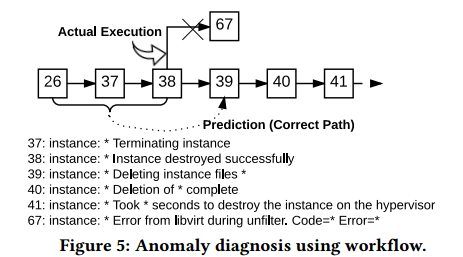 Actual Execution
67
26
37
38
39
40
41
Prediction (Correct Path)
37: instance: * Terminating instance
38: instance: * Instance destroyed successfully
39: instance: * Deleting instance files *
40: instance: * Deletion of * complete
41: instance: * Took * seconds to destroy the instance on the hypervisor
67: instance: * Error from libvirt during unfilter. Code=* Error=*
Figure 5: Anomaly diagnosis using workflow.